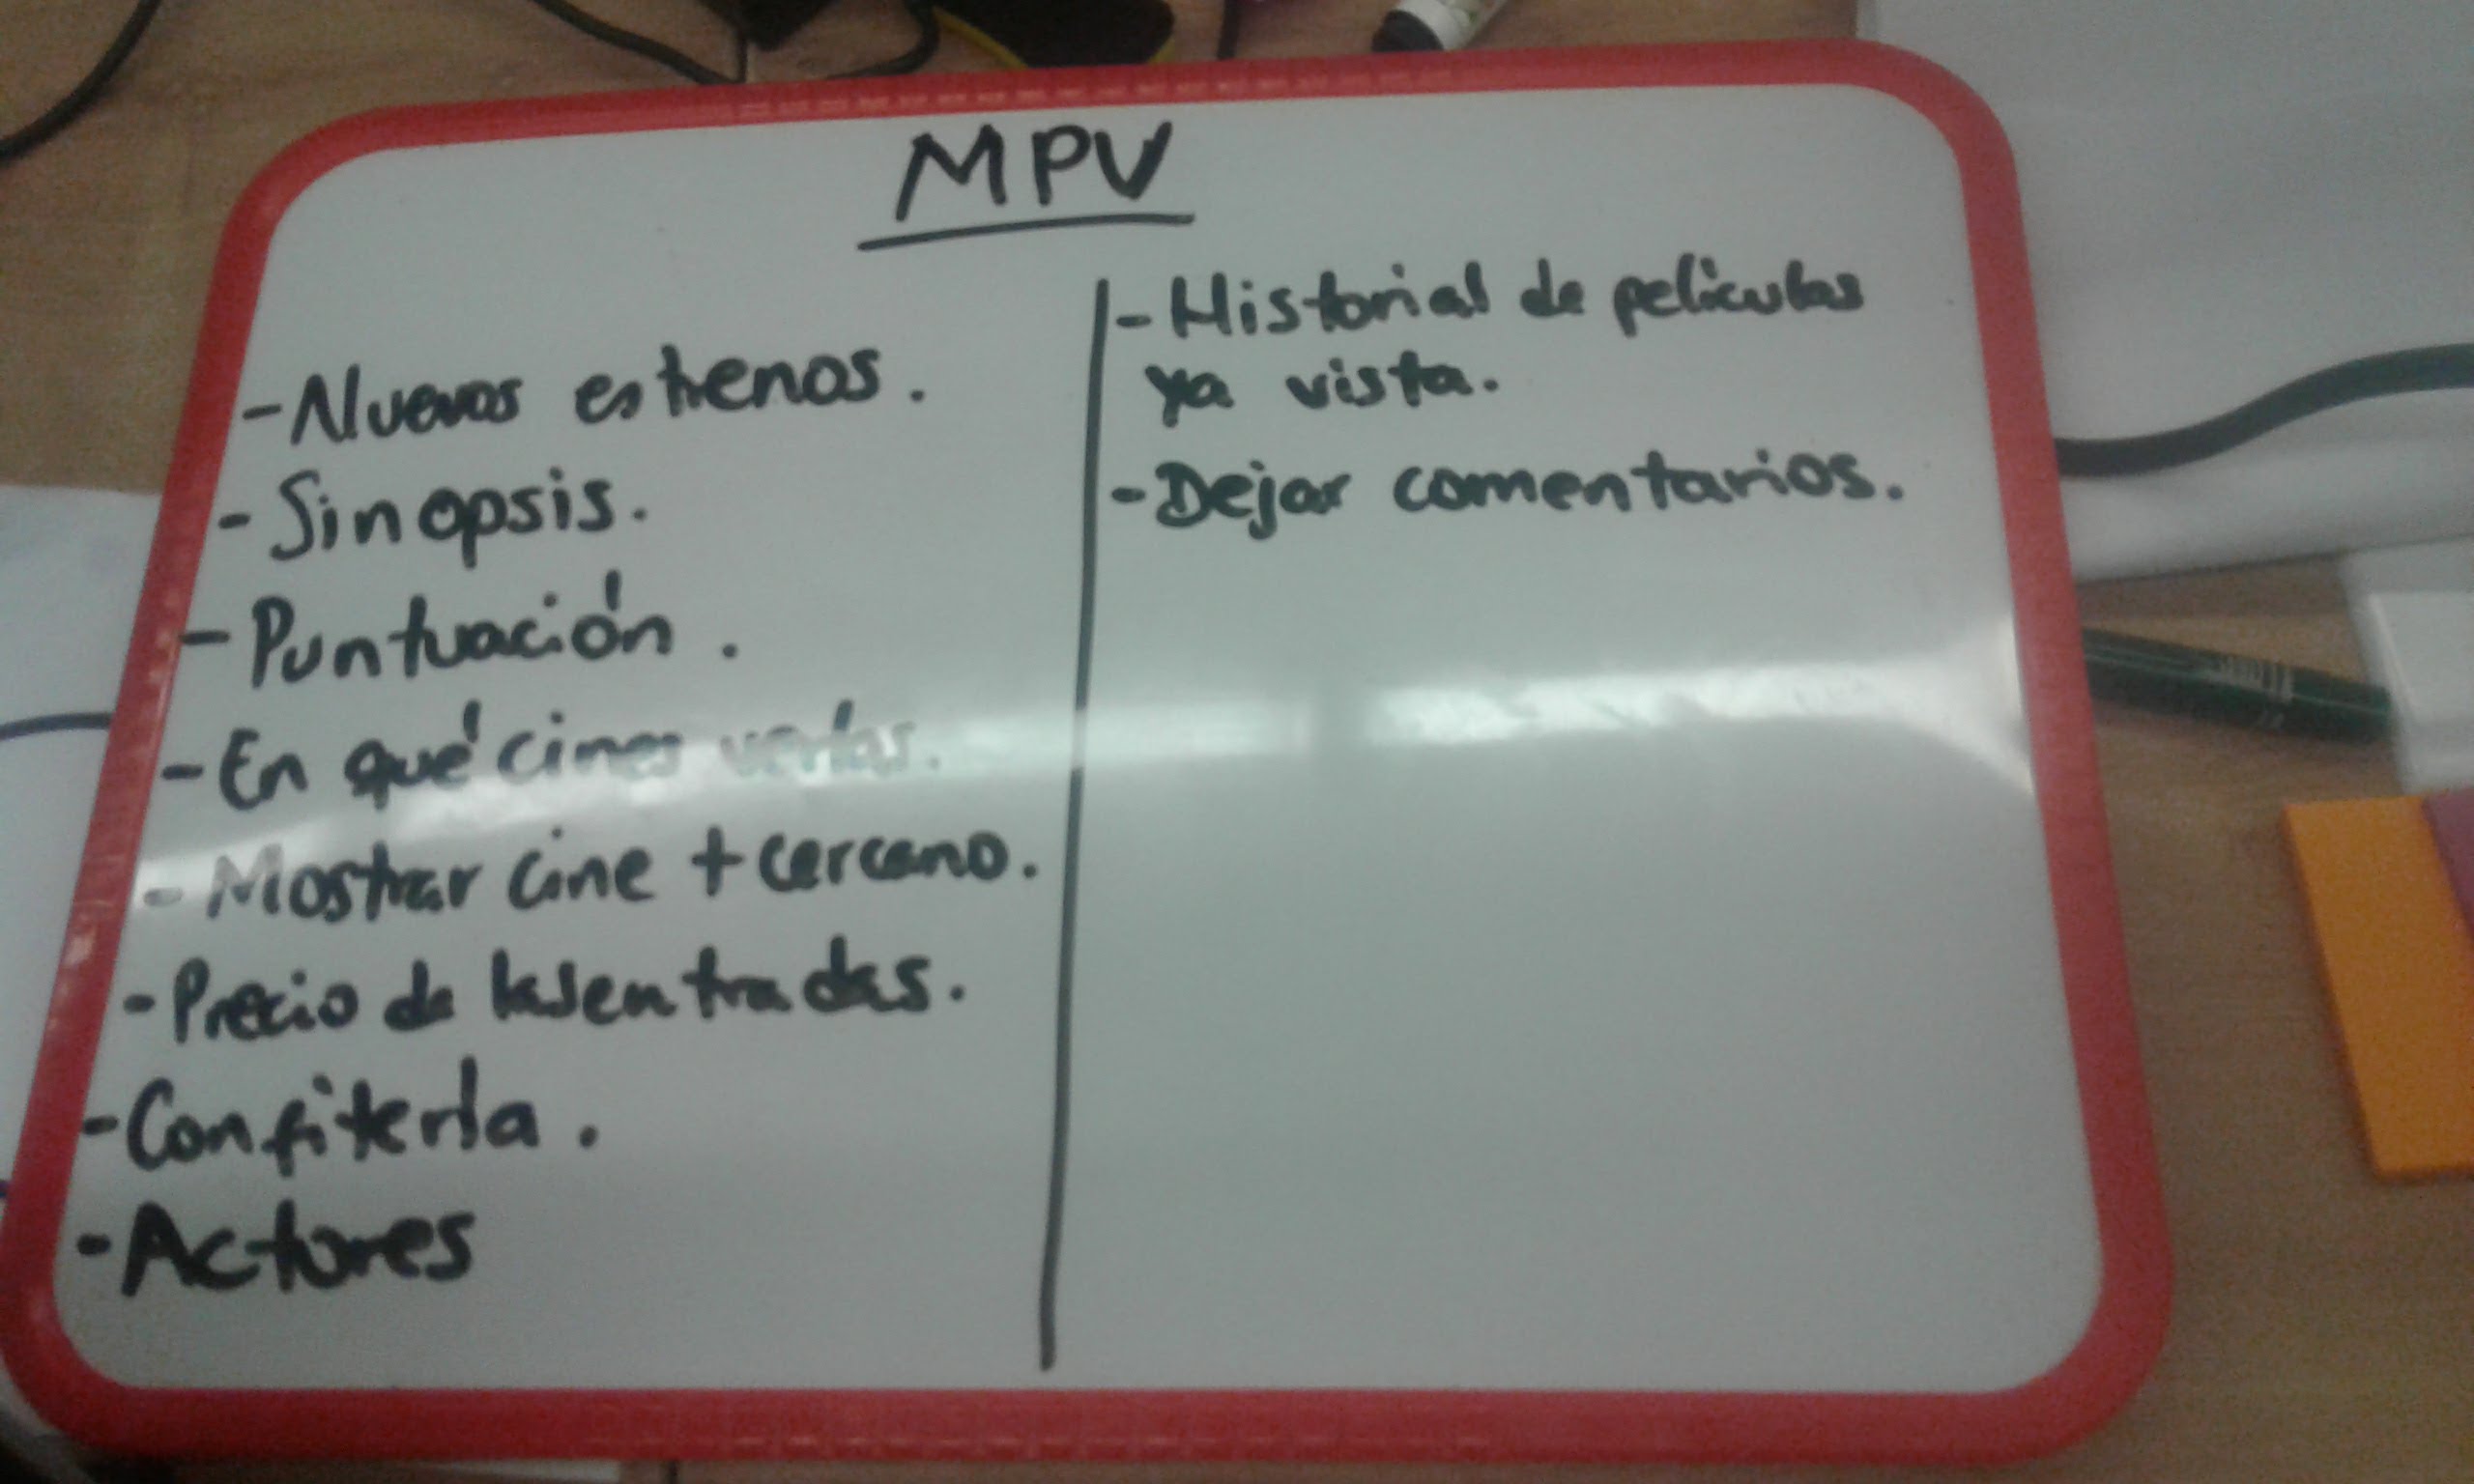 MPV
- Nuevos estrenos.
- Sinopsis.
- Puntuación.
- En qué cines verlas.
- Mostrar cine + cercano.
- Precio de las entradas.
- Confitería.
- Actores
- Historial de películas
ya vista.
- Dejar comentarios.